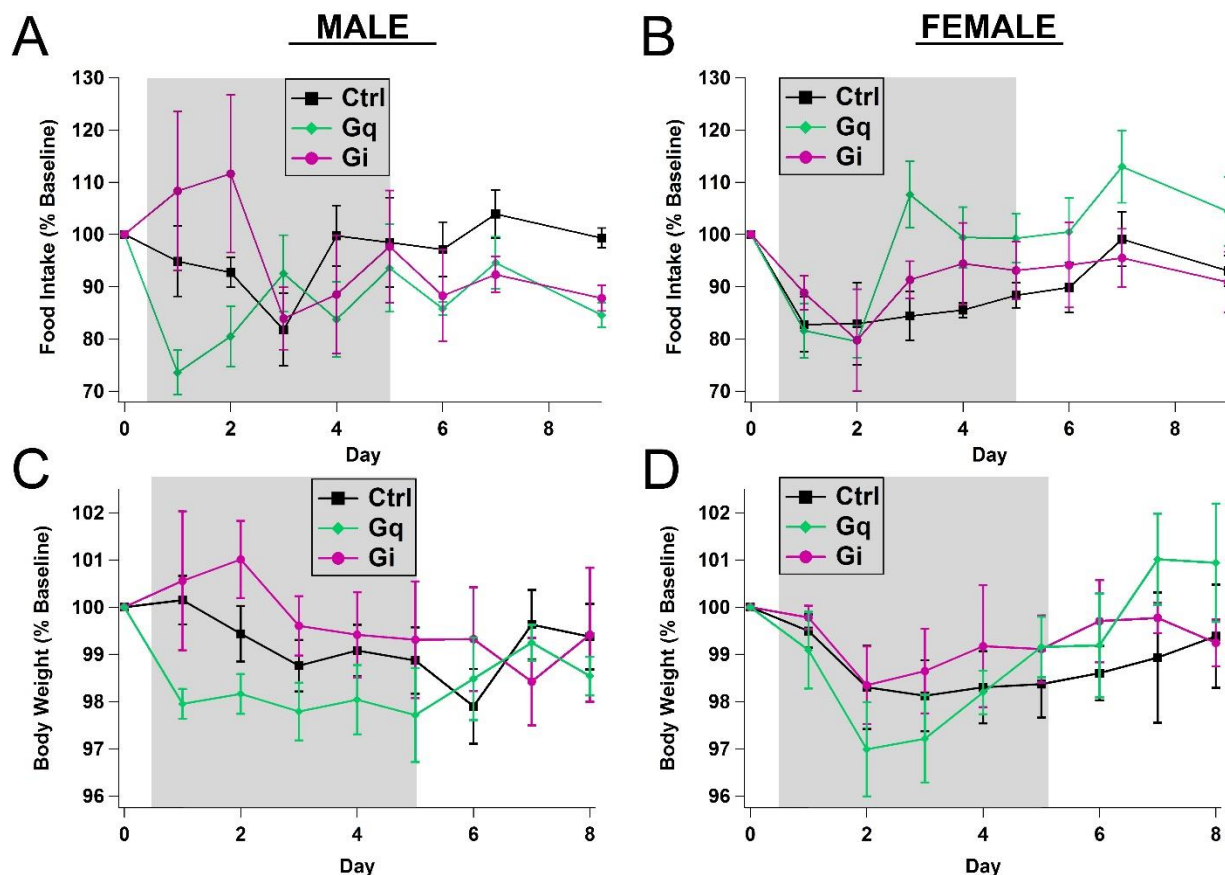 A
MALE
B
FEMALE
Food Intake (% Baseline)
130
120
110
100
90
80
70
0
2
4
6
8
Day
Ctrl
Gq
Gi
Food Intake (% Baseline)
130
120
110
100
90
80
70
0
2
4
6
8
Day
Ctrl
Gq
Gi
C
Body Weight (% Baseline)
102
101
100
99
98
97
96
0
2
4
6
8
Day
Ctrl
Gq
Gi
D
Body Weight (% Baseline)
102
101
100
99
98
97
96
0
2
4
6
8
Day
Ctrl
Gq
Gi